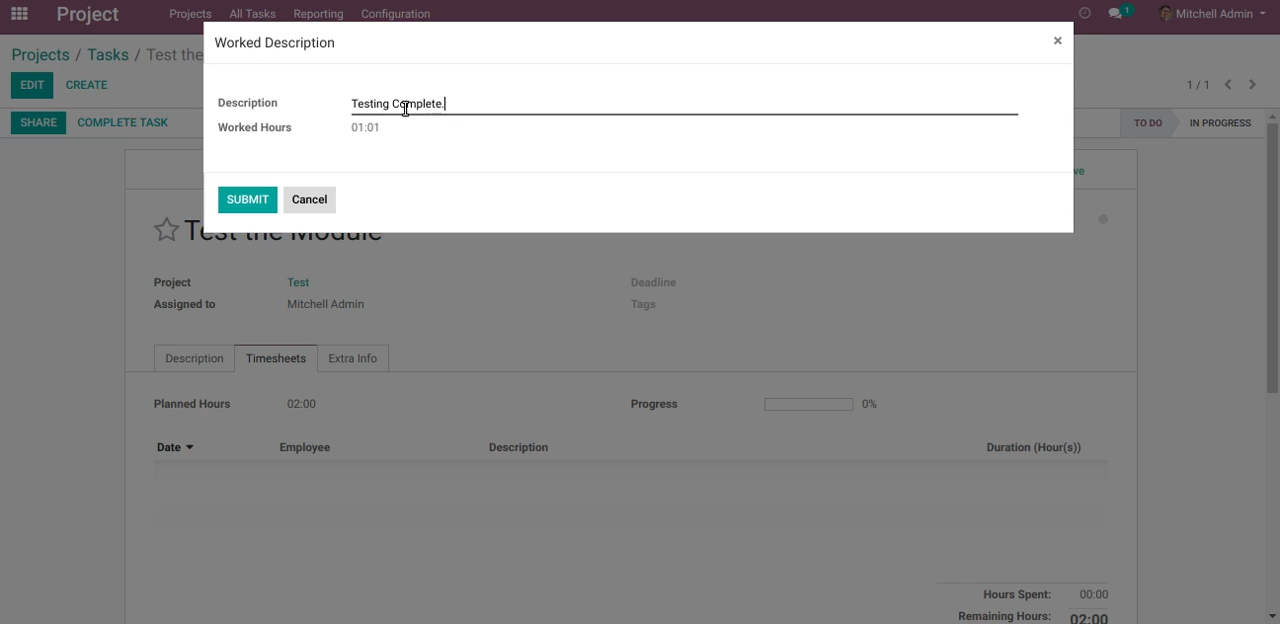 Project Projects All Tasks Reporting Configuration 1 Mitchell Admin
Worked Description ×
Projects / Tasks / Test the
EDIT CREATE 1 / 1
Description Testing Complete.
SHARE COMPLETE TASK TO DO IN PROGRESS
Worked Hours 01:01
ve
SUBMIT Cancel
Test the Module
Project Test Deadline
Assigned to Mitchell Admin Tags
Description Timesheets Extra Info
Planned Hours 02:00 Progress 0%
Date Employee Description Duration (Hour(s))
Hours Spent: 00:00
Remaining Hours: 02:00